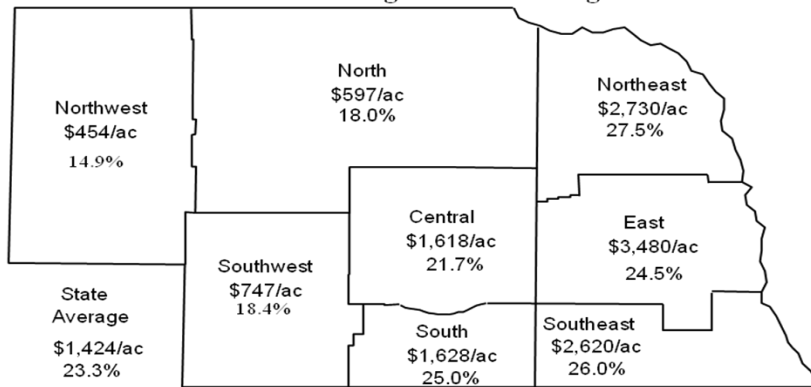 Northwest
$454/ac
14.9%
North
$597/ac
18.0%
Northeast
$2,730/ac
27.5%
Central
$1,618/ac
21.7%
East
$3,480/ac
24.5%
Southwest
$747/ac
18.4%
State
Average
$1,424/ac
23.3%
South
$1,628/ac
25.0%
Southeast
$2,620/ac
26.0%